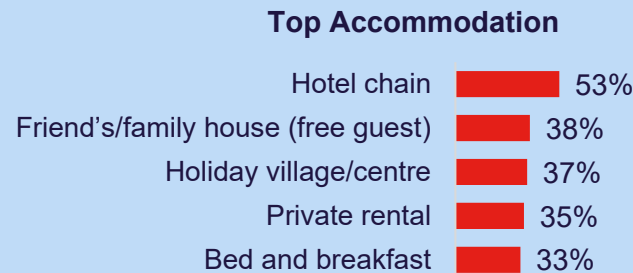 Top Accommodation
Hotel chain 53%
Friend's/family house (free guest) 38%
Holiday village/centre 37%
Private rental 35%
Bed and breakfast 33%